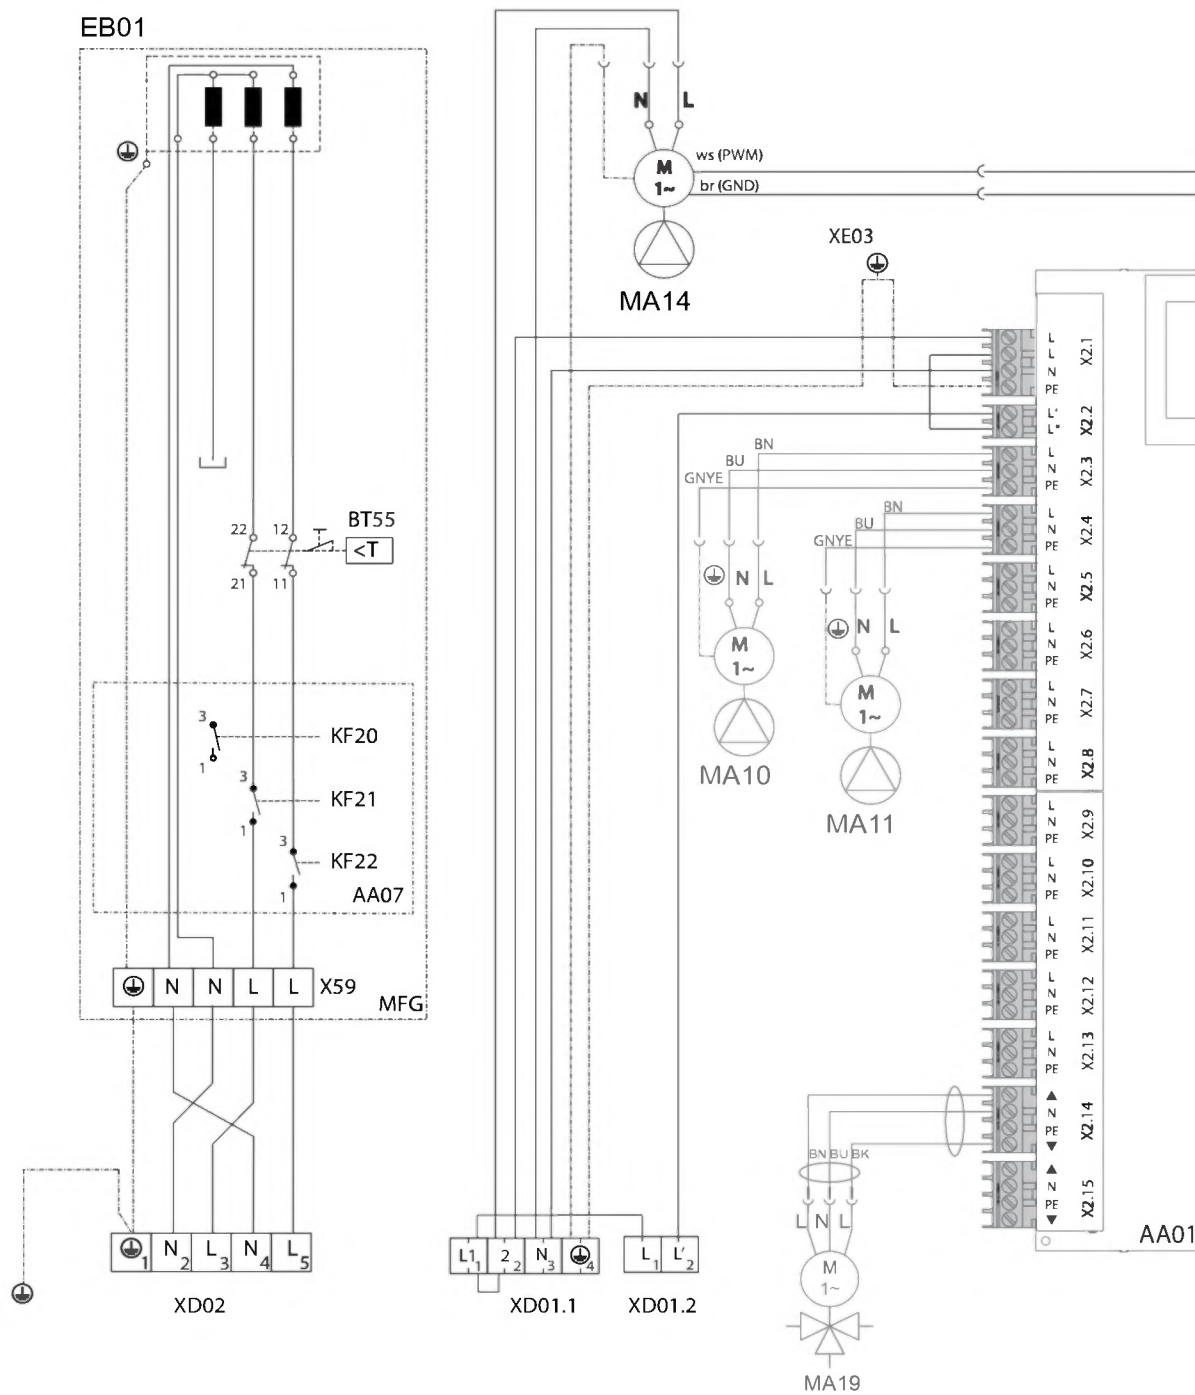 EB01
N L
M
1~
ws (PWM)
br (GND)
MA14
XE03
L
L
N
PE
X2.1
L'
L*
X2.2
L
N
PE
X2.3
L
N
PE
X2.4
L
N
PE
X2.5
L
N
PE
X2.6
L
N
PE
X2.7
L
N
PE
X2.8
L
N
PE
X2.9
L
N
PE
X2.10
L
N
PE
X2.11
L
N
PE
X2.12
L
N
PE
X2.13
▲
N
PE
▼
X2.14
▲
N
PE
▼
X2.15
AA01
BN
BU
GNYE
N L
M
1~
MA10
BN
BU
GNYE
N L
M
1~
MA11
22 12
21 11
BT55
<T
3
1
KF20
3
1
KF21
3
1
KF22
AA07
N N L L X59
MFG
1 N2 L3 N4 L5
XD02
L1 1 2 2 N 3 4
XD01.1
L 1 L' 2
XD01.2
BN BU BK
L N L
M
1~
MA19